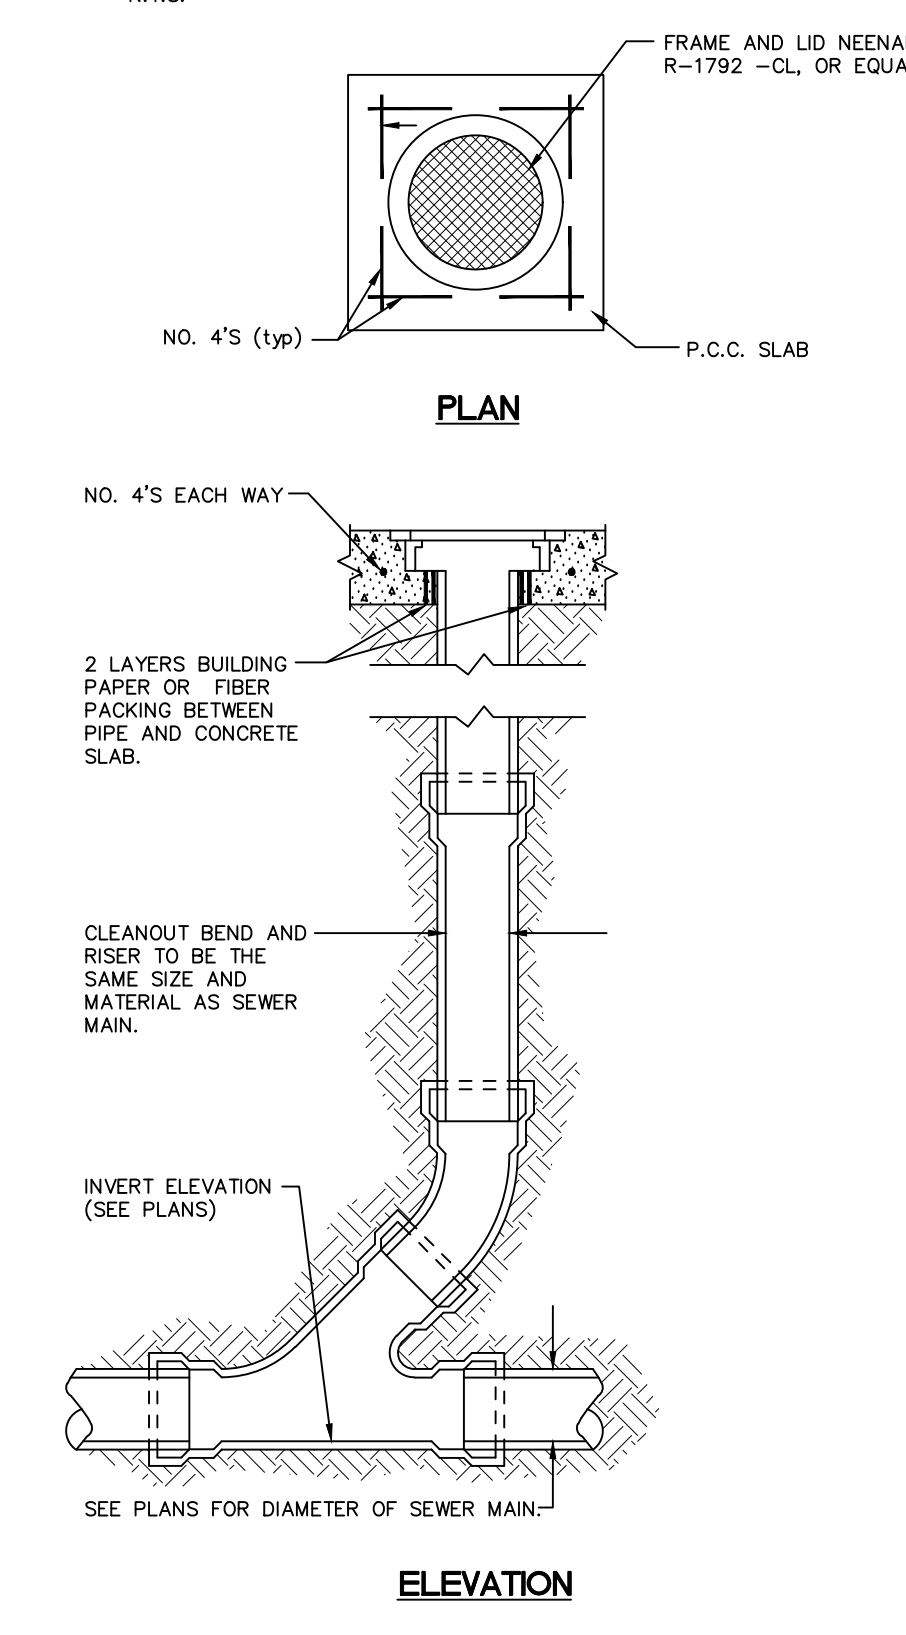 FRAME AND LID
R-1792 -CL, OR
NO. 4'S (typ)
P.C.C. SLAB
PLAN
NO. 4'S EACH WAY
2 LAYERS BUILDING
PAPER OR FIBER
PACKING BETWEEN
PIPE AND CONCRETE
SLAB.
CLEANOUT BEND AND
RISER TO BE THE
SAME SIZE AND
MATERIAL AS SEWER
MAIN.
INVERT ELEVATION
(SEE PLANS)
SEE PLANS FOR DIAMETER OF SEWER MAIN.
ELEVATION